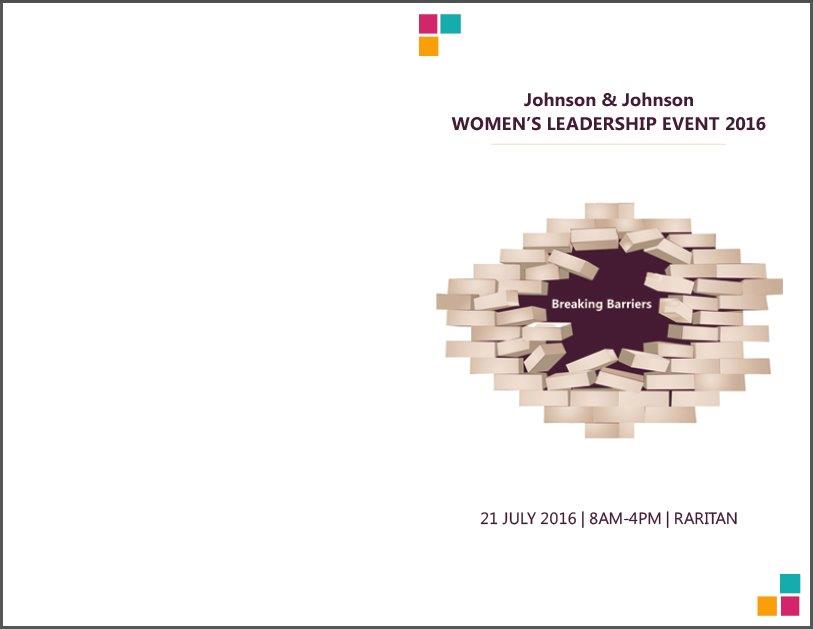 Johnson & Johnson
WOMEN'S LEADERSHIP EVENT 2016
Breaking Barriers
21 JULY 2016 | 8AM-4PM | RARITAN